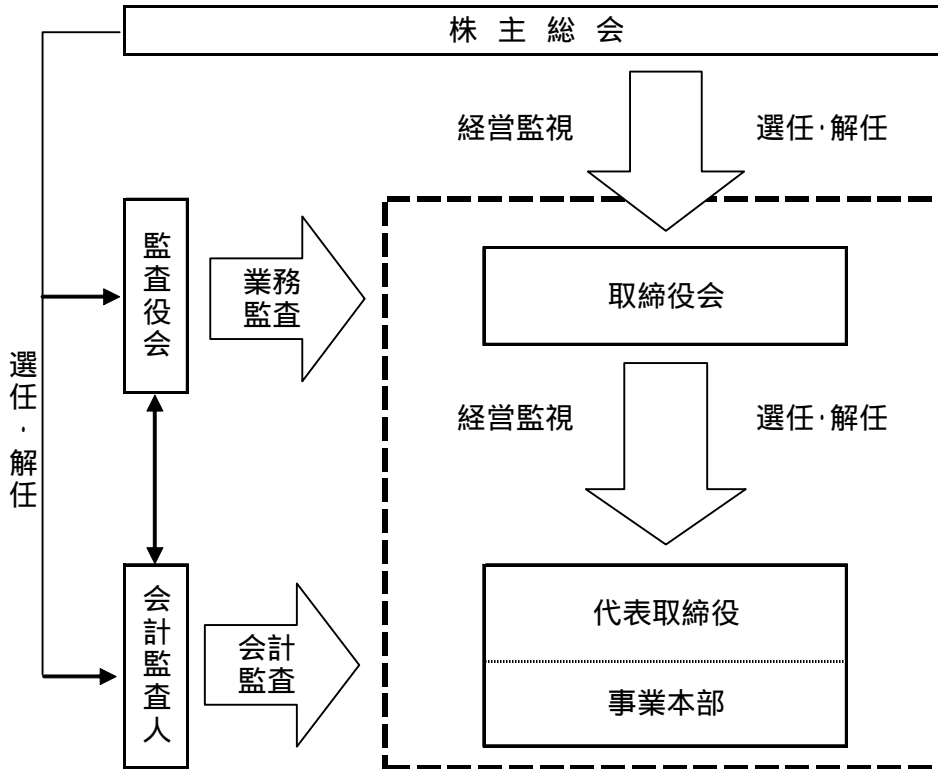 株主総会
経営監視
選任・解任
監査役会
業務
監査
取締役会
選任・解任
経営監視
選任・解任
会計監査人
会計
監査
代表取締役
事業本部